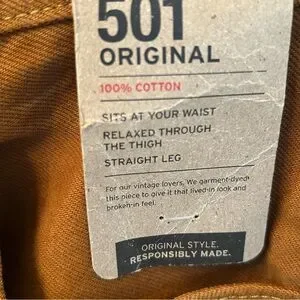 501
ORIGINAL
100% COTTON
SITS AT YOUR WAIST
RELAXED THROUGH
THE THIGH
STRAIGHT LEG
For our vintage lovers. We garment-dyed
this piece to give it that lived-in look and
broken-in feel.
ORIGINAL STYLE.
RESPONSIBLY MADE.